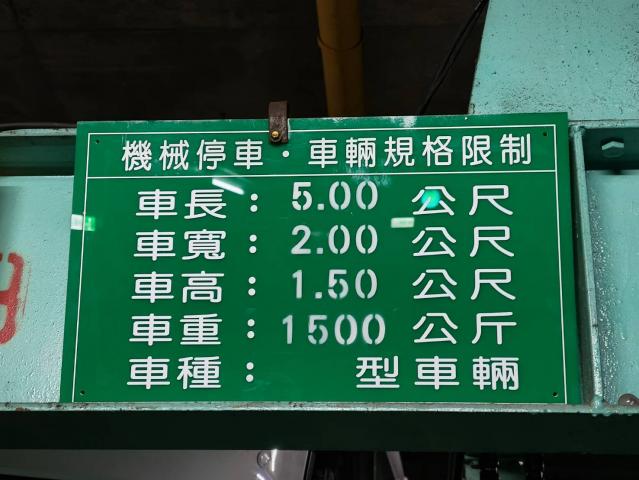 機械停車・車輛規格限制
車長：5.00 公尺
車寬：2.00 公尺
車高：1.50 公尺
車重：1500 公斤
車種： 型車輛